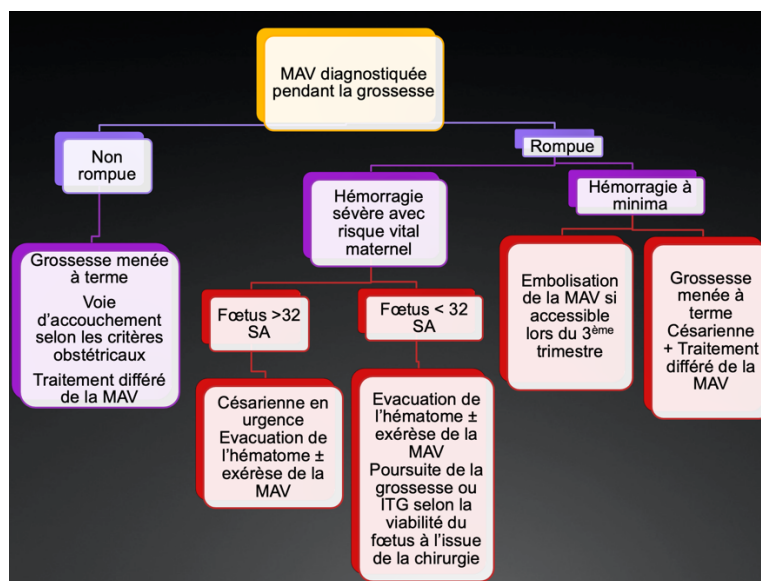 MAV diagnostiquée
pendant la grossesse
Non
rompue
Rompue
Hémorragie
sévère avec
risque vital
maternel
Hémorragie à
minima
Grossesse menée
à terme
Voie
d'accouchement
selon les critères
obstétricaux
Traitement différé
de la MAV
Fœtus >32
SA
Fœtus < 32
SA
Embolisation
de la MAV si
accessible
lors du 3ème
trimestre
Grossesse
menée à
terme
Césarienne
+ Traitement
différé de la
MAV
Césarienne en
urgence
Evacuation de
l'hématome ±
exérèse de la
MAV
Evacuation de
l'hématome ±
exérèse de la
MAV
Poursuite de la
grossesse ou
ITG selon la
viabilité du
fœtus à l'issue
de la chirurgie